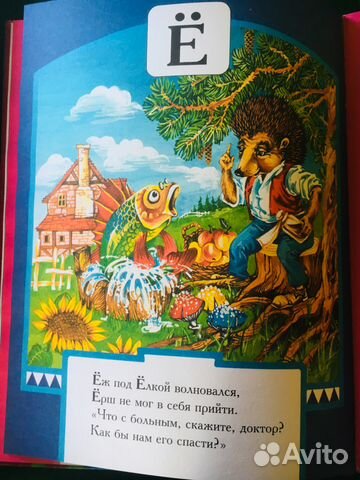 Ё
Ёж под Ёлкой волновался,
Ёрш не мог в себя прийти.
«Что с больным, скажите, доктор?
Как бы нам его спасти?»
Avito